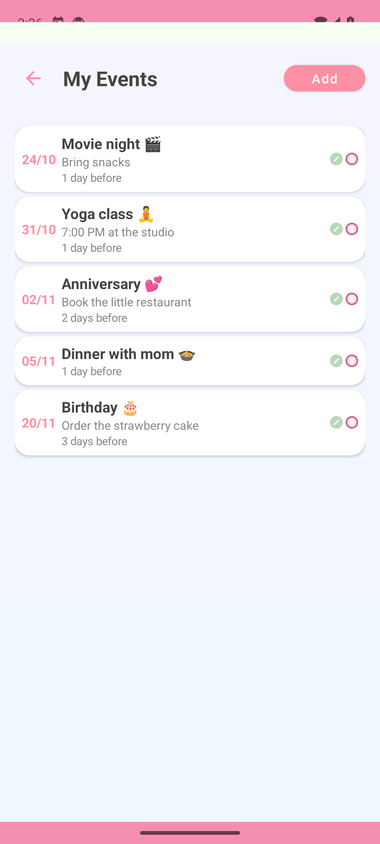 My Events
Add
24/10
Movie night 🎬
Bring snacks
1 day before
31/10
Yoga class 🧘
7:00 PM at the studio
1 day before
02/11
Anniversary 💕
Book the little restaurant
2 days before
05/11
Dinner with mom 🍲
1 day before
20/11
Birthday 🎂
Order the strawberry cake
3 days before